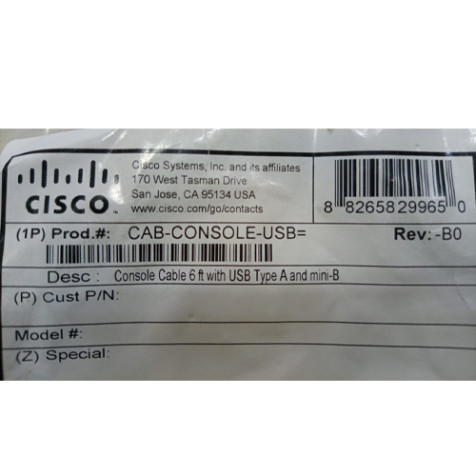 Cisco Systems, Inc. and its affiliates
170 West Tasman Drive
San Jose, CA 95134 USA
www.cisco.com/go/contacts
CISCO™
8 82658 29965 0
(1P) Prod.#: CAB-CONSOLE-USB= Rev: -B0
Desc : Console Cable 6 ft with USB Type A and mini-B
(P) Cust P/N:
Model #:
(Z) Special: